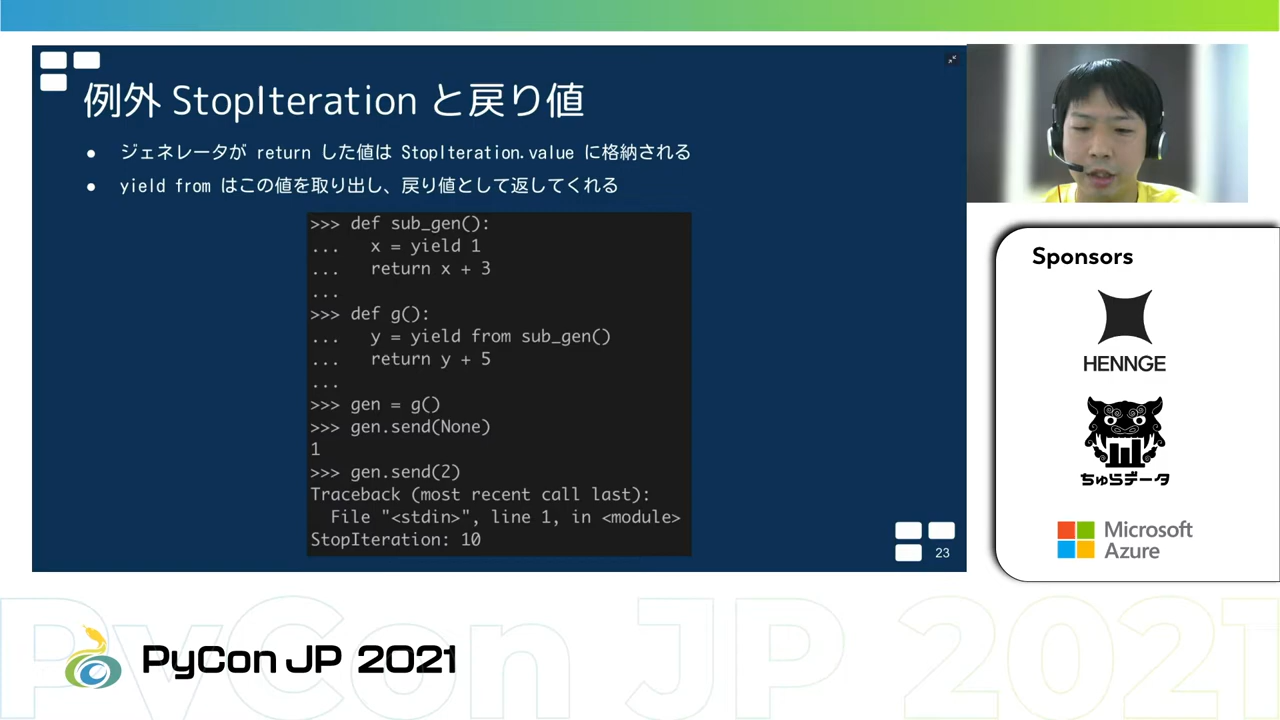 例外 StopIteration と戻り値
● ジェネレータが return した値は StopIteration.value に格納される
● yield from はこの値を取り出し、戻り値として返してくれる
>>> def sub_gen():
...   x = yield 1
...   return x + 3
...
>>> def g():
...   y = yield from sub_gen()
...   return y + 5
...
>>> gen = g()
>>> gen.send(None)
1
>>> gen.send(2)
Traceback (most recent call last):
  File "<stdin>", line 1, in <module>
StopIteration: 10
23
Sponsors
HENNGE
ちゅらデータ
Microsoft
Azure
PyCon JP 2021
PyCon JP 2021